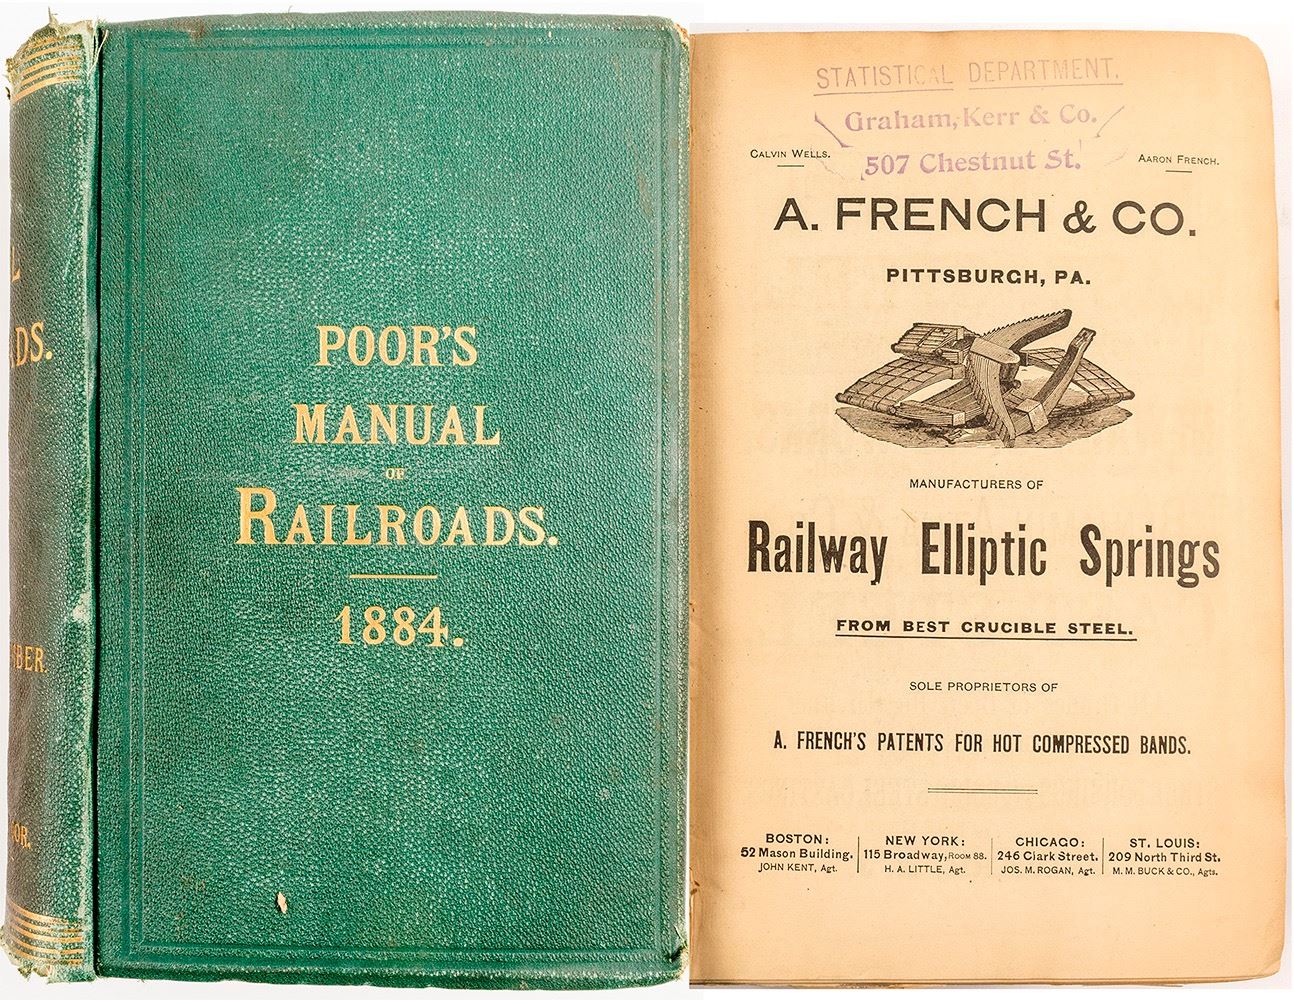 POOR'S
MANUAL
OF
RAILROADS.
1884.
STATISTICAL DEPARTMENT.
Graham, Kerr & Co.
507 Chestnut St.
CALVIN WELLS.
AARON FRENCH.
A. FRENCH & CO.
PITTSBURGH, PA.
MANUFACTURERS OF
Railway Elliptic Springs
FROM BEST CRUCIBLE STEEL.
SOLE PROPRIETORS OF
A. FRENCH'S PATENTS FOR HOT COMPRESSED BANDS.
BOSTON:
52 Mason Building.
JOHN KENT, Agt.
NEW YORK:
115 Broadway, ROOM 88.
H. A. LITTLE, Agt.
CHICAGO:
246 Clark Street.
JOS. M. ROGAN, Agt.
ST. LOUIS:
209 North Third St.
M. M. BUCK & CO., Agts.